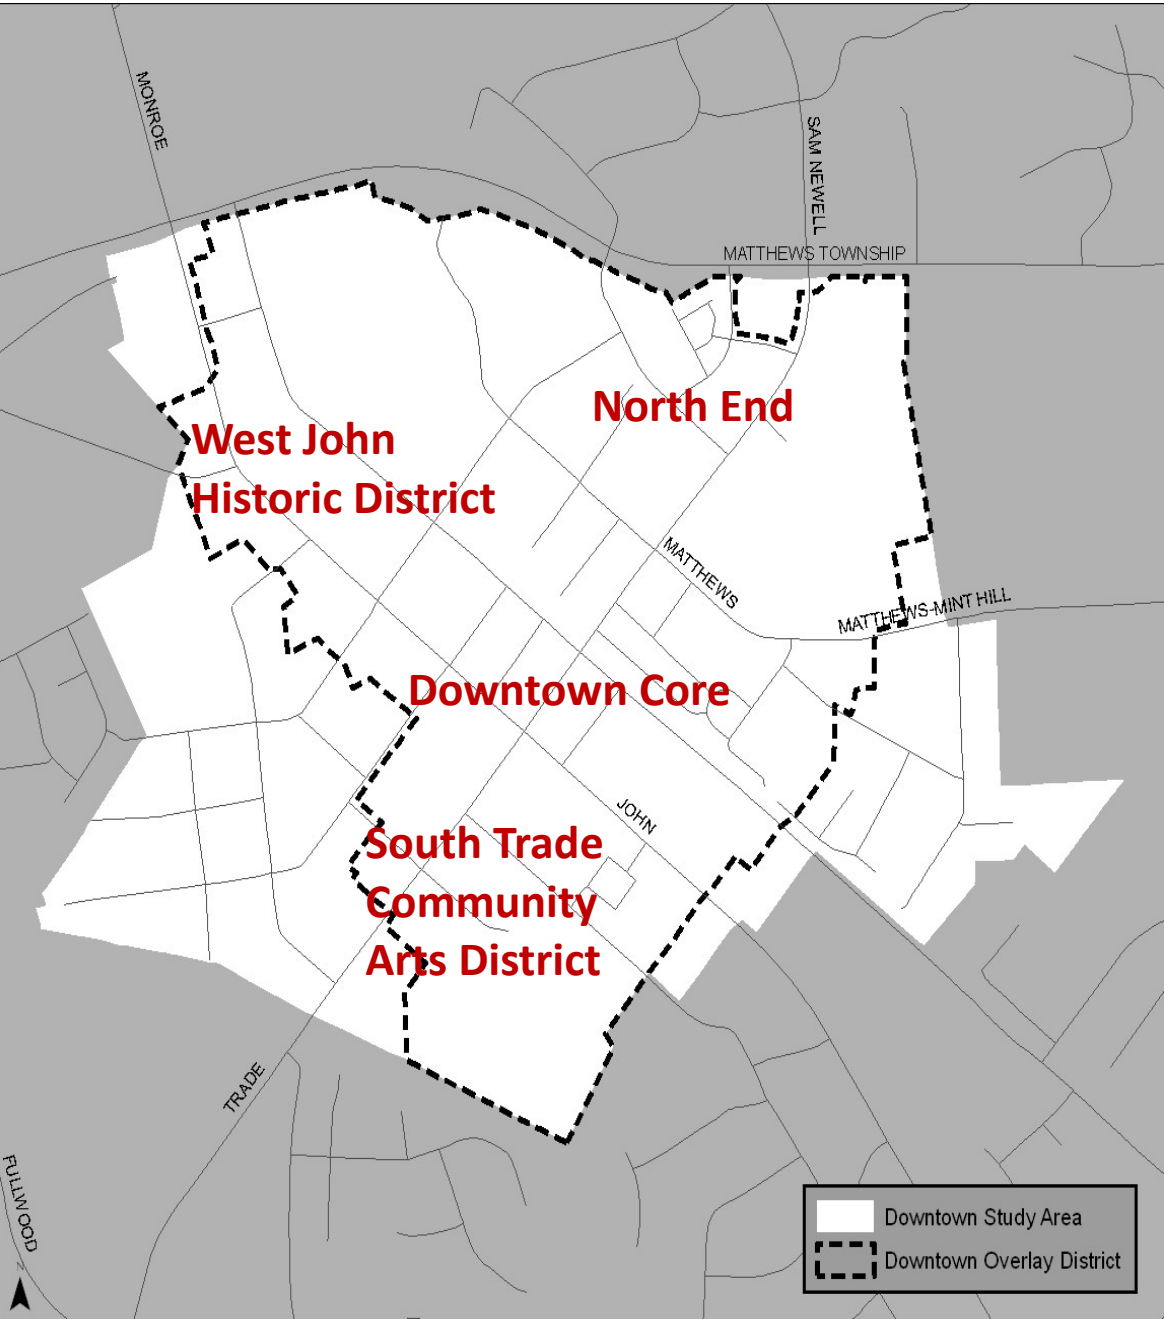 MONROE
SAM NEWELL
MATTHEWS TOWNSHIP
North End
West John
Historic District
MATTHEWS
MATTHEWS-MINT HILL
Downtown Core
JOHN
South Trade
Community
Arts District
TRADE
FULLWOOD
N
Downtown Study Area
Downtown Overlay District